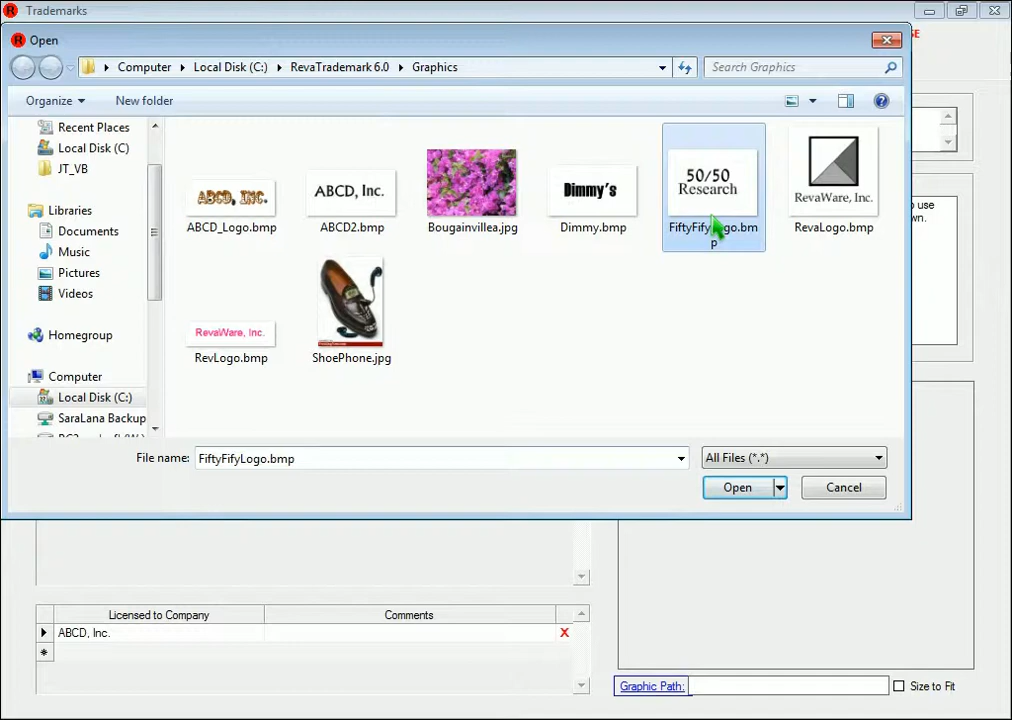 Trademarks
SE
Open
Computer
Local Disk (C:)
RevaTrademark 6.0
Graphics
Search Graphics
Organize
New folder
Recent Places
Local Disk (C:)
JT_VB
Libraries
Documents
Music
Pictures
Videos
Homegroup
Computer
Local Disk (C:)
SaraLana Backup
ABCD, INC.
ABCD_Logo.bmp
ABCD, Inc.
ABCD2.bmp
Bougainvillea.jpg
Dimmy's
Dimmy.bmp
50/50
Research
p
RevaWare, Inc.
RevaLogo.bmp
RevaWare, Inc.
RevLogo.bmp
ShoePhone.jpg
o use
wn.
File name:
FiftyFifyLogo.bmp
All Files (*.*)
Open
Cancel
Licensed to Company
Comments
ABCD, Inc.
X
Graphic Path:
Size to Fit